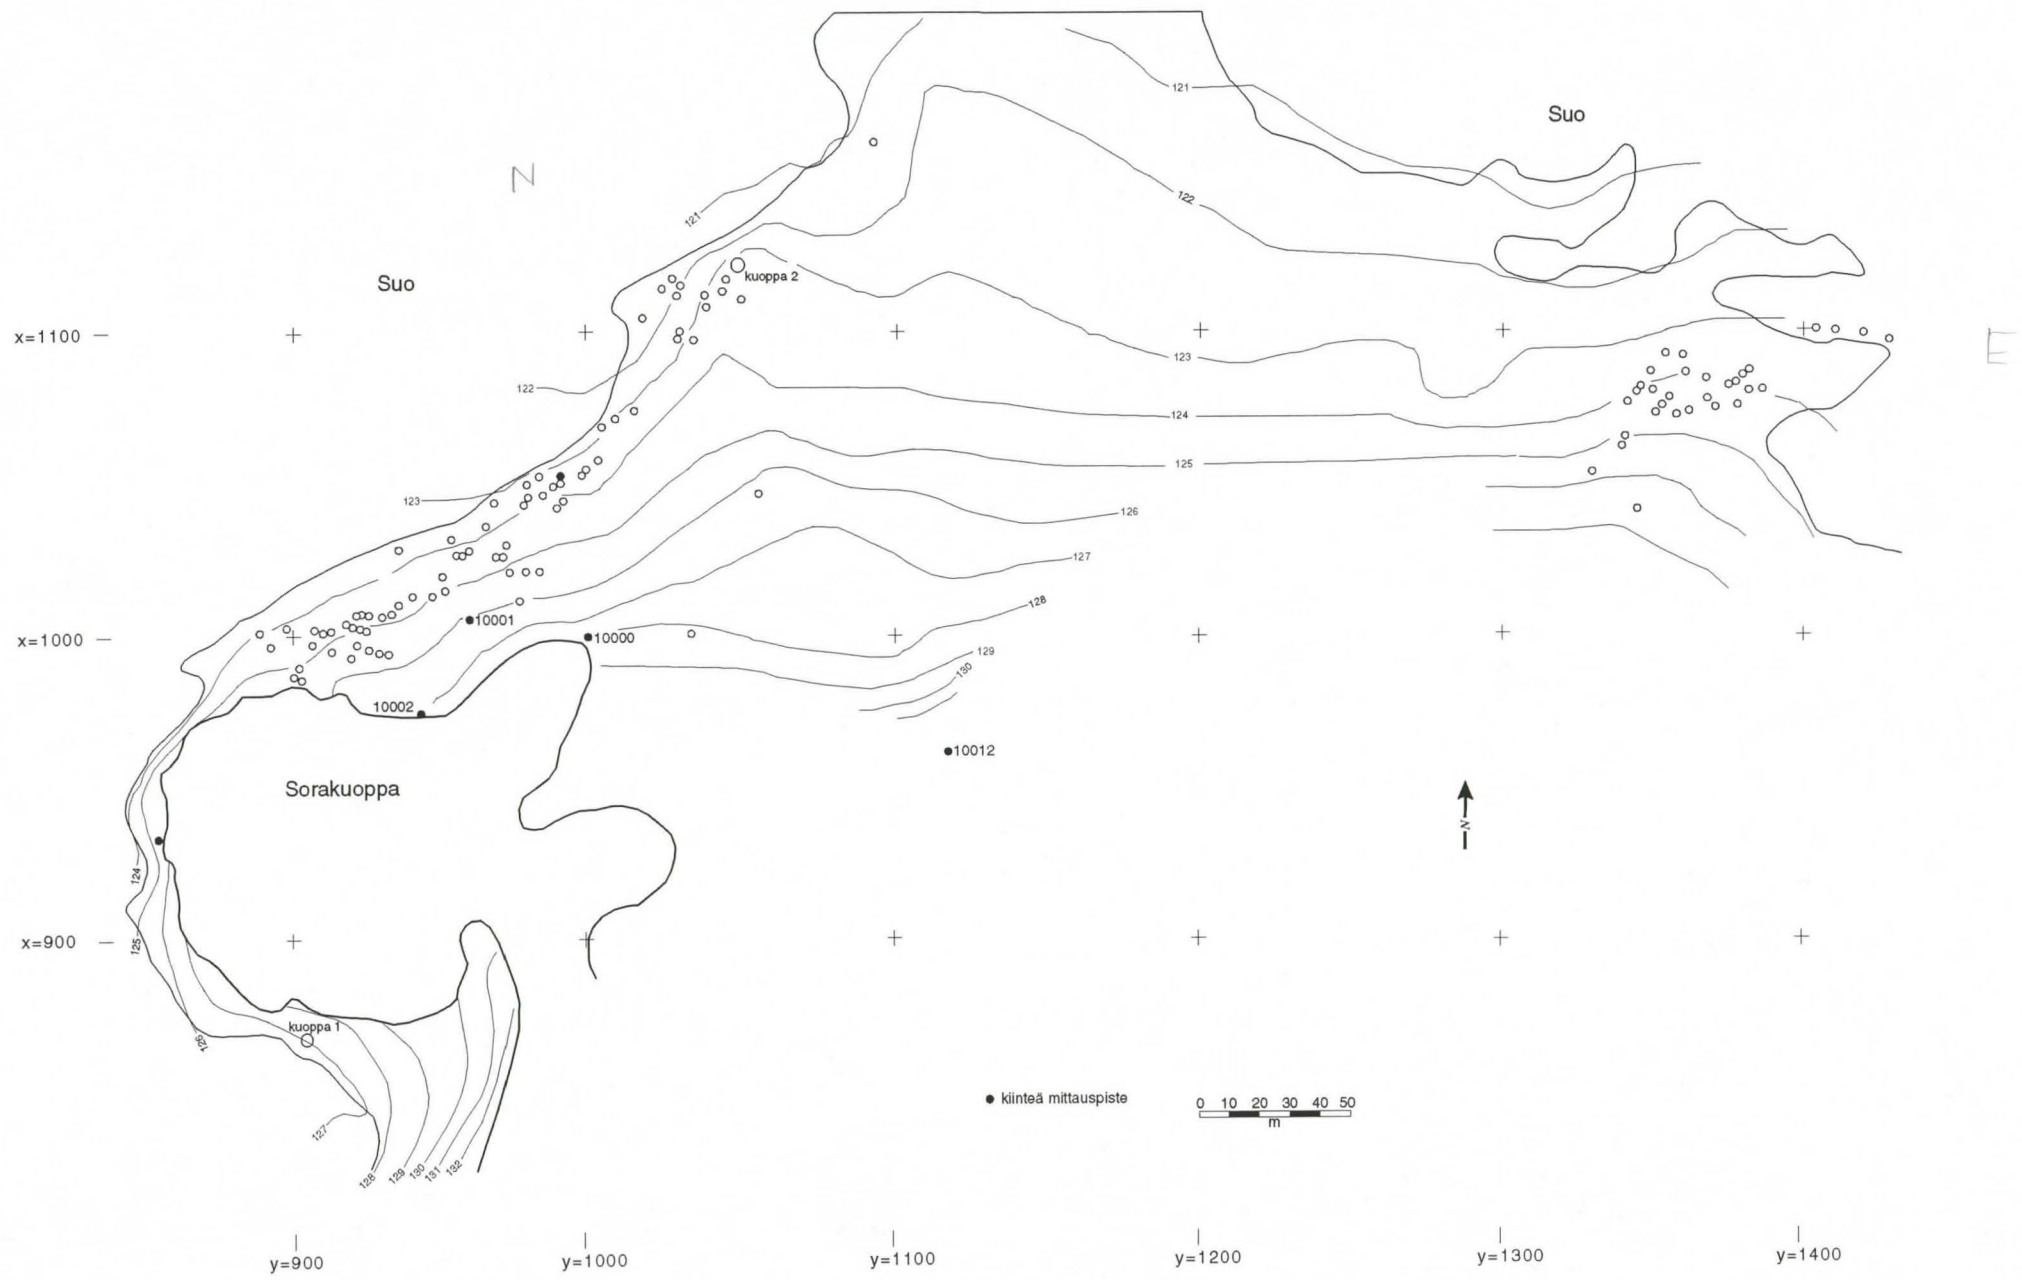 121
Suo
N
122
121
Suo
kuoppa 2
x=1100
E
123
122
124
125
123
126
127
128
10001
10000
x=1000
129
130
10002
10012
Sorakuoppa
N
124
x=900
125
kuoppa 1
126
kiinteä mittauspiste
0 10 20 30 40 50
m
127
128 129 130 131 132
y=900 y=1000 y=1100 y=1200 y=1300 y=1400